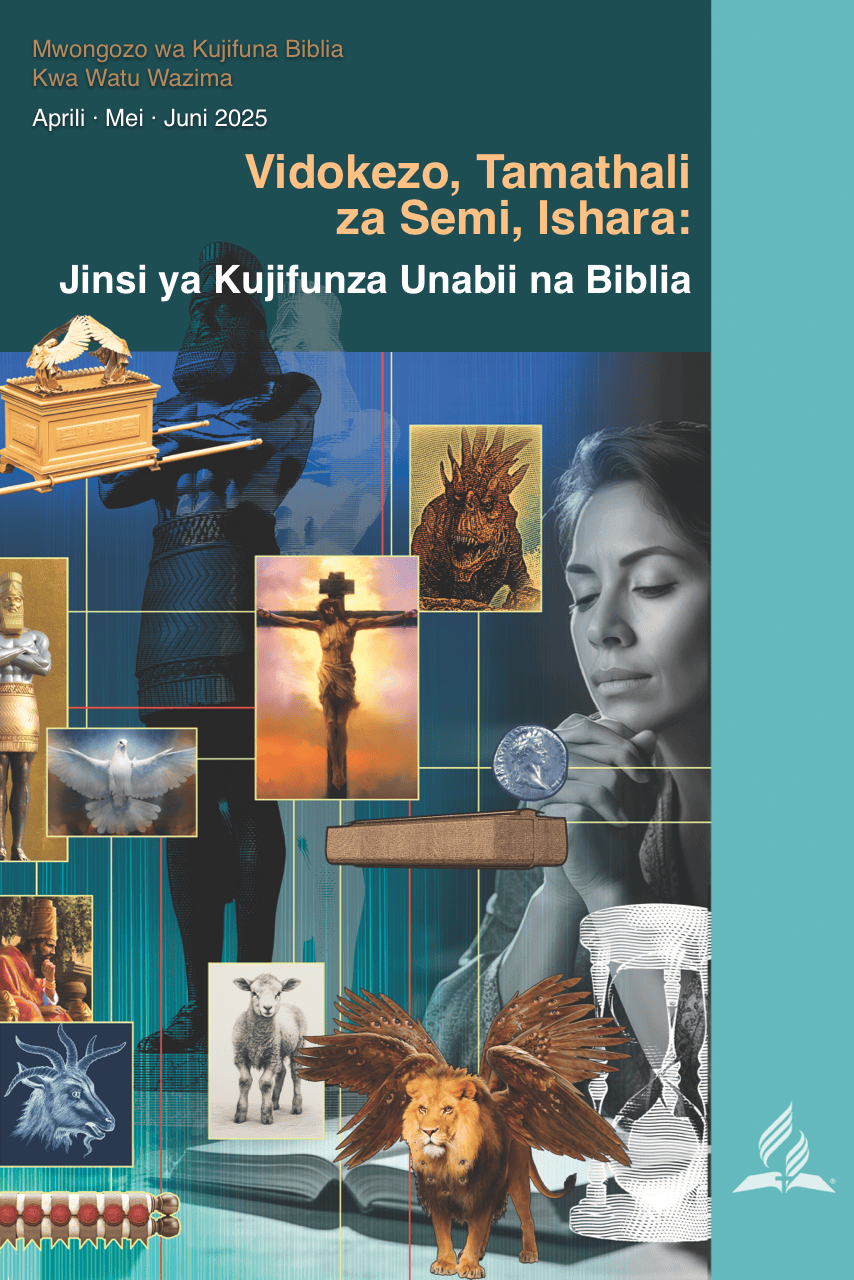 Mwongozo wa Kujifuna Biblia
Kwa Watu Wazima
Aprili · Mei · Juni 2025
Vidokezo, Tamathali
za Semi, Ishara:
Jinsi ya Kujifunza Unabii na Biblia